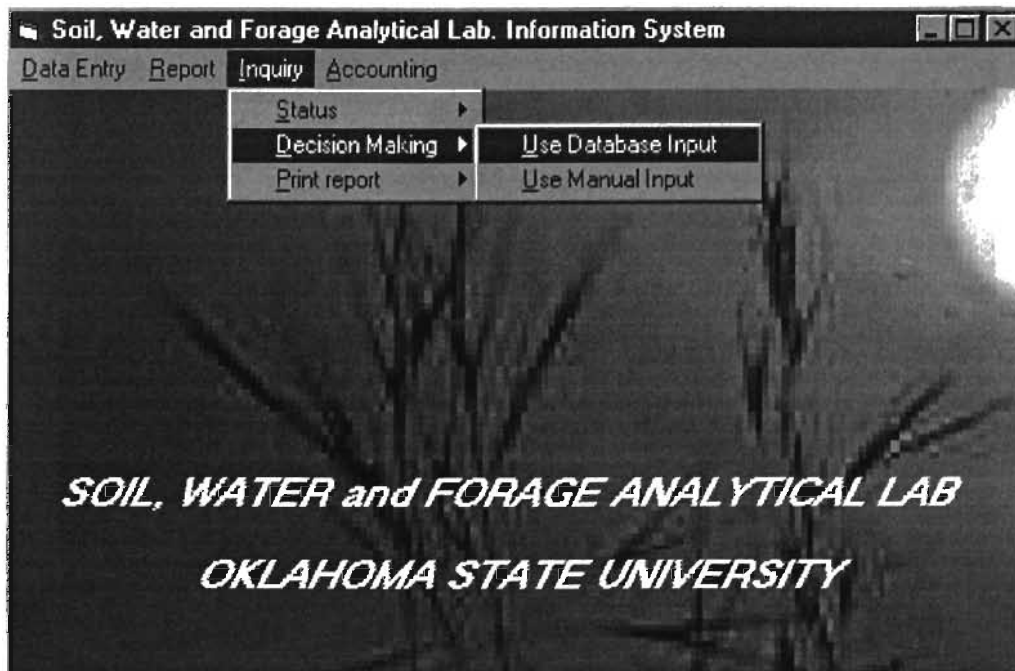 Soil, Water and Forage Analytical Lab. Information System
Data Entry Report Inquiry Accounting
Status
Decision Making Use Database Input
Print report Use Manual Input
SOIL, WATER and FORAGE ANALYTICAL LAB
OKLAHOMA STATE UNIVERSITY